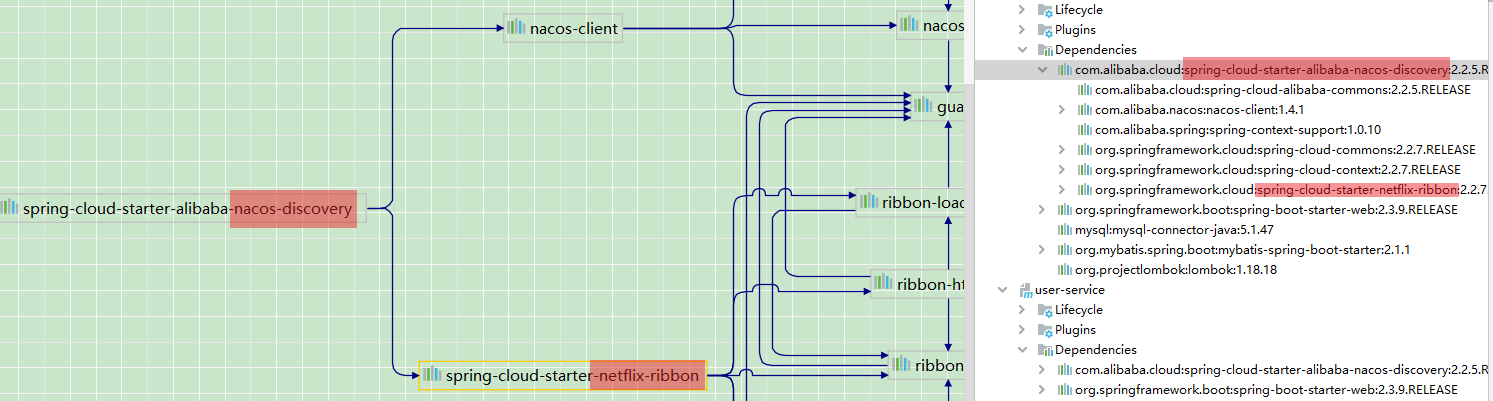 nacos-client
nacos
gua
spring-cloud-starter-alibaba-nacos-discovery
ribbon-load
ribbon-ht
spring-cloud-starter-netflix-ribbon
ribbon
Lifecycle
Plugins
Dependencies
com.alibaba.cloud:spring-cloud-starter-alibaba-nacos-discovery:2.2.5.R
com.alibaba.cloud:spring-cloud-alibaba-commons:2.2.5.RELEASE
com.alibaba.nacos:nacos-client:1.4.1
com.alibaba.spring:spring-context-support:1.0.10
org.springframework.cloud:spring-cloud-commons:2.2.7.RELEASE
org.springframework.cloud:spring-cloud-context:2.2.7.RELEASE
org.springframework.cloud:spring-cloud-starter-netflix-ribbon:2.2.7
org.springframework.boot:spring-boot-starter-web:2.3.9.RELEASE
mysql:mysql-connector-java:5.1.47
org.mybatis.spring.boot:mybatis-spring-boot-starter:2.1.1
org.projectlombok:lombok:1.18.18
user-service
Lifecycle
Plugins
Dependencies
com.alibaba.cloud:spring-cloud-starter-alibaba-nacos-discovery:2.2.5.R
org.springframework.boot:spring-boot-starter-web:2.3.9.RELEASE